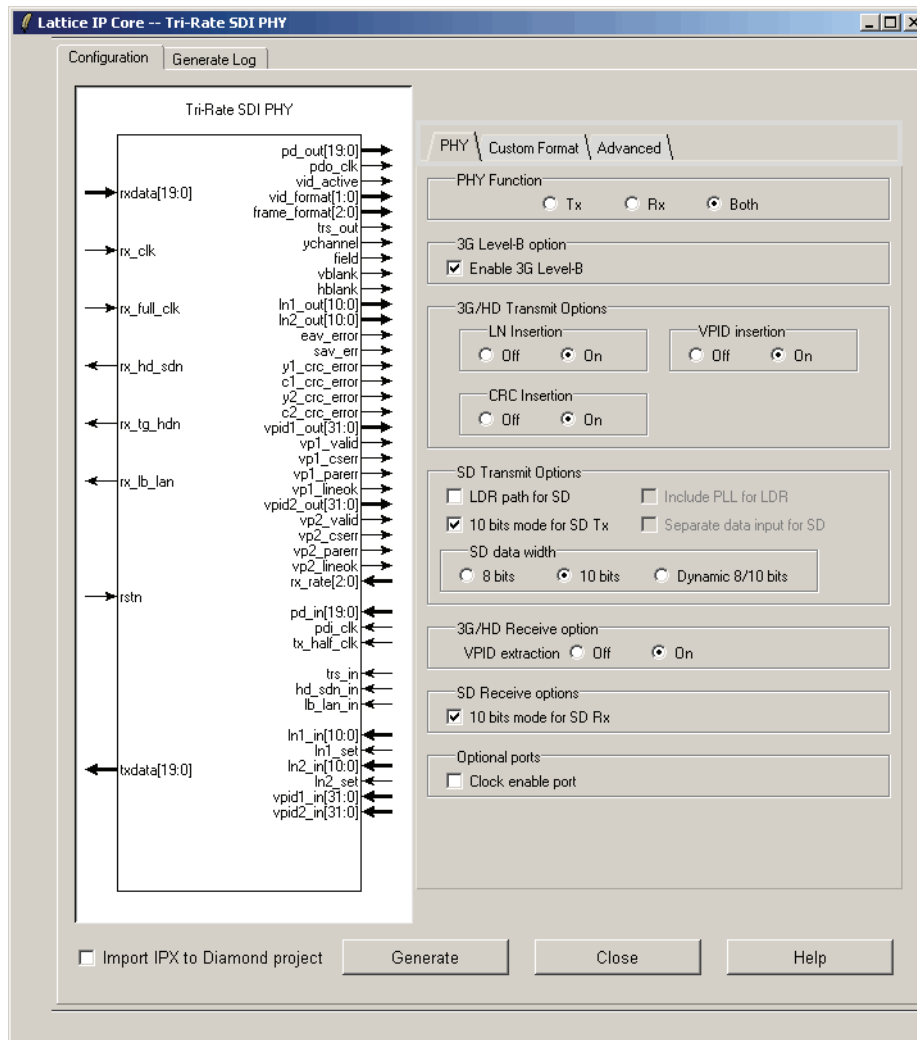 Lattice IP Core -- Tri-Rate SDI PHY
Configuration
Generate Log
Tri-Rate SDI PHY
pd_out[19:0]
pdo_clk
vid_active
rxdata[19:0]
vid_format[1:0]
frame_format[2:0]
trs_out
ychannel
rx_clk
field
vblank
hblank
ln1_out[10:0]
rx_full_clk
ln2_out[10:0]
eav_error
sav_err
rx_hd_sdn
y1_crc_error
c1_crc_error
y2_crc_error
c2_crc_error
rx_tg_hdn
vpid1_out[31:0]
vp1_valid
vp1_cserr
vp1_parerr
rx_lb_lan
vp1_lineok
vpid2_out[31:0]
vp2_valid
vp2_cserr
vp2_parerr
vp2_lineok
rx_rate[2:0]
rstn
pd_in[19:0]
pdi_clk
tx_half_clk
trs_in
hd_sdn_in
lb_lan_in
ln1_in[10:0]
ln1_set
txdata[19:0]
ln2_in[10:0]
ln2_set
vpid1_in[31:0]
vpid2_in[31:0]
PHY
Custom Format
Advanced
PHY Function
Tx Rx Both
3G Level-B option
Enable 3G Level-B
3G/HD Transmit Options
LN Insertion
Off On
VPID insertion
Off On
CRC Insertion
Off On
SD Transmit Options
LDR path for SD
Include PLL for LDR
10 bits mode for SD Tx
Separate data input for SD
SD data width
8 bits 10 bits Dynamic 8/10 bits
3G/HD Receive option
VPID extraction Off On
SD Receive options
10 bits mode for SD Rx
Optional ports
Clock enable port
Import IPX to Diamond project
Generate
Close
Help